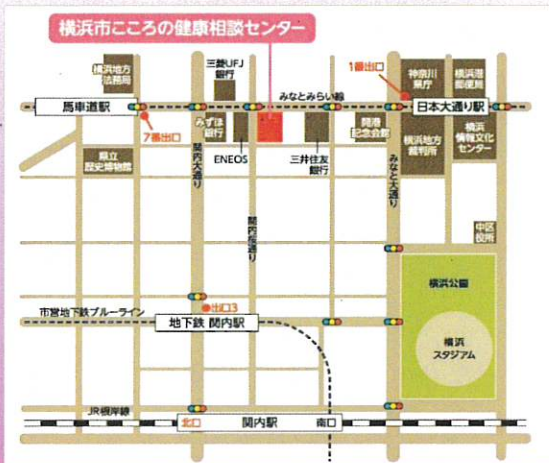 横浜市こころの健康相談センター
横浜地方
法務局
三菱UFJ
銀行
1番出口
神奈川
県庁
横浜港
郵便局
みなとみらい線
馬車道駅
日本大通り駅
7番出口
みずほ
銀行
ENEOS
三井住友
銀行
開港
記念会館
横浜地方
裁判所
横浜
情報文化
センター
県立
歴史博物館
関内大通り
関内桜通り
みなと大通り
中区
役所
横浜公園
横浜
スタジアム
出口3
市営地下鉄ブルーライン
地下鉄 関内駅
JR根岸線
北口
関内駅
南口